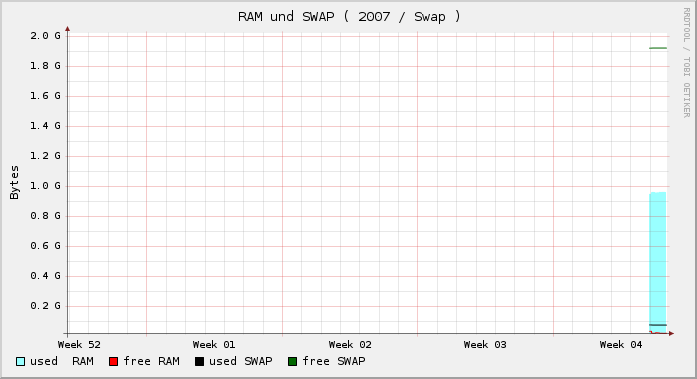 RAM und SWAP ( 2007 / Swap )
RRDTOOL / TOBI OETIKER
2.0 G
1.8 G
1.6 G
1.4 G
1.2 G
1.0 G
0.8 G
0.6 G
0.4 G
0.2 G
Bytes
Week 52 Week 01 Week 02 Week 03 Week 04
used RAM free RAM used SWAP free SWAP